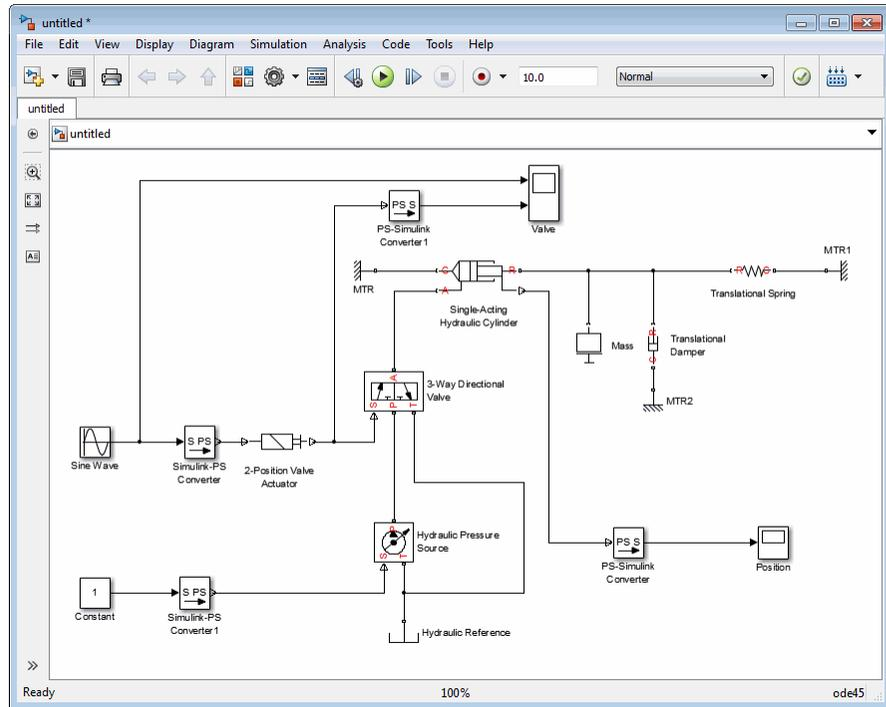 untitled *
File Edit View Display Diagram Simulation Analysis Code Tools Help
10.0 Normal
untitled
untitled
PS S
PS-Simulink
Converter1
Valve
MTR
C R
A
Single-Acting
Hydraulic Cylinder
R C
Translational Spring
MTR1
Mass
R
C
Translational
Damper
MTR2
A
S P T
3-Way Directional
Valve
Sine Wave
S PS
Simulink-PS
Converter
2-Position Valve
Actuator
P
S T
Hydraulic Pressure
Source
PS S
PS-Simulink
Converter
Position
1
Constant
S PS
Simulink-PS
Converter1
Hydraulic Reference
Ready 100% ode45